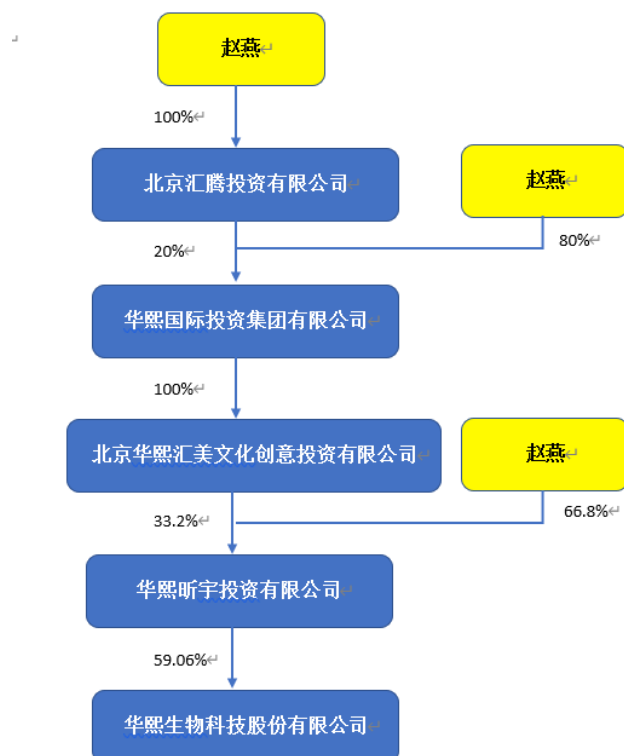 赵燕
100%
北京汇腾投资有限公司
赵燕
20%
80%
华熙国际投资集团有限公司
100%
北京华熙汇美文化创意投资有限公司
赵燕
33.2%
66.8%
华熙昕宇投资有限公司
59.06%
华熙生物科技股份有限公司